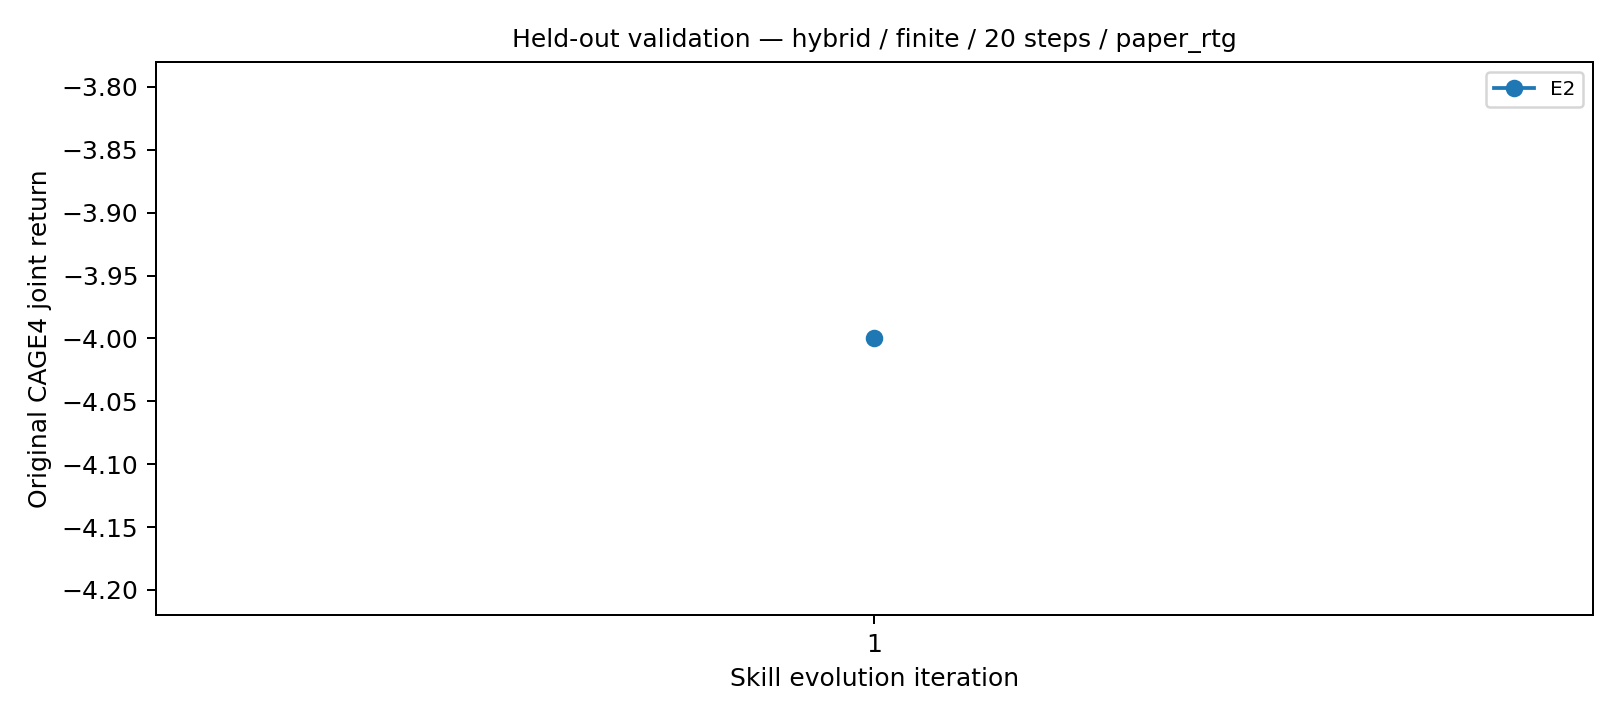 Held-out validation — hybrid / finite / 20 steps / paper_rtg
E2
Original CAGE4 joint return
−3.80
−3.85
−3.90
−3.95
−4.00
−4.05
−4.10
−4.15
−4.20
1
Skill evolution iteration